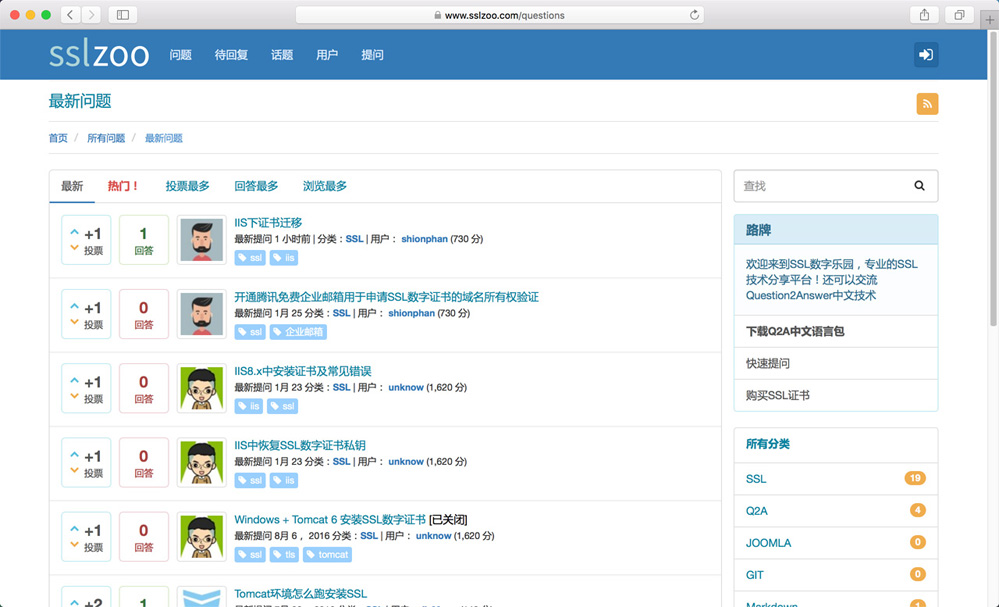 www.sslzoo.com/questions
sslzoo 问题 待回复 话题 用户 提问
最新问题
首页 / 所有问题 / 最新问题
最新 热门！ 投票最多 回答最多 浏览最多
+1 投票
1 回答
IIS下证书迁移
最新提问 1 小时前 | 分类：SSL | 用户： shionphan (730 分)
ssl iis
+1 投票
0 回答
开通腾讯免费企业邮箱用于申请SSL数字证书的域名所有权验证
最新提问 1月 25 分类：SSL | 用户： shionphan (730 分)
ssl 企业邮箱
+1 投票
0 回答
IIS8.x中安装证书及常见错误
最新提问 1月 23 分类：SSL | 用户： unknow (1,620 分)
iis ssl
+1 投票
0 回答
IIS中恢复SSL数字证书私钥
最新提问 1月 23 分类：SSL | 用户： unknow (1,620 分)
ssl iis
+1 投票
0 回答
Windows + Tomcat 6 安装SSL数字证书 [已关闭]
最新提问 8月 6， 2016 分类：SSL | 用户： unknow (1,620 分)
ssl tls tomcat
+2
1
Tomcat环境怎么跑安装SSL
查找
路牌
欢迎来到SSL数字乐园，专业的SSL
技术分享平台！还可以交流
Question2Answer中文技术
下载Q2A中文语言包
快速提问
购买SSL证书
所有分类
SSL 19
Q2A 4
JOOMLA 0
GIT 0
Markdown 1